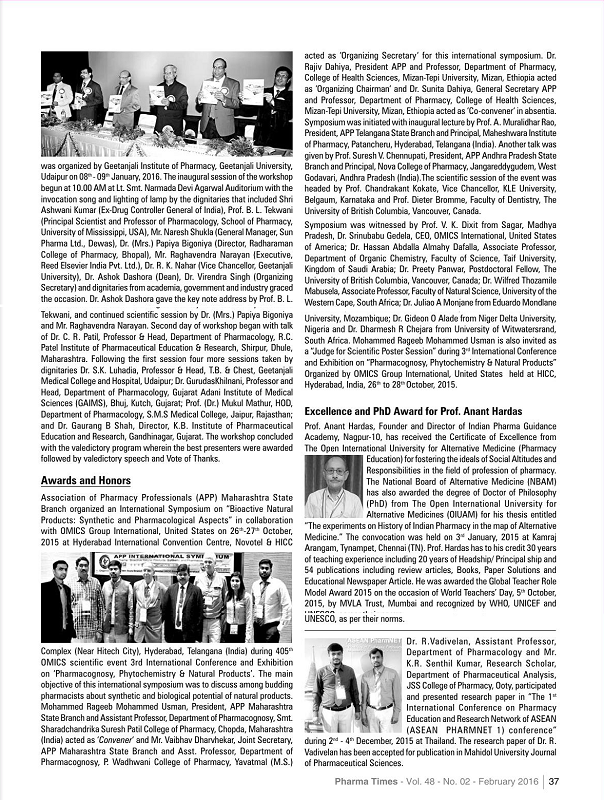 was organized by Geetanjali Institute of Pharmacy, Geetanjali University,
Udaipur on 08th- 09th January, 2016. The inaugural session of the workshop
begun at 10.00 AM at Lt. Smt. Narmada Devi Agarwal Auditorium with the
invocation song and lighting of lamp by the dignitaries that included Shri
Ashwani Kumar (Ex-Drug Controller General of India), Prof. B. L. Tekwani
(Principal Scientist and Professor of Pharmacology, School of Pharmacy,
University of Mississippi, USA), Mr. Naresh Shukla (General Manager, Sun
Pharma Ltd., Dewas), Dr. (Mrs.) Papiya Bigoniya (Director, Radharaman
College of Pharmacy, Bhopal), Mr. Raghavendra Narayan (Executive,
Reed Elsevier India Pvt. Ltd.), Dr. R. K. Nahar (Vice Chancellor, Geetanjali
University), Dr. Ashok Dashora (Dean), Dr. Virendra Singh (Organizing
Secretary) and dignitaries from academia, government and industry graced
the occasion. Dr. Ashok Dashora gave the key note address by Prof. B. L.
Tekwani, and continued scientific session by Dr. (Mrs.) Papiya Bigoniya
and Mr. Raghavendra Narayan. Second day of workshop began with talk
of Dr. C. R. Patil, Professor & Head, Department of Pharmacology, R.C.
Patel Institute of Pharmaceutical Education & Research, Shirpur, Dhule,
Maharashtra. Following the first session four more sessions taken by
dignitaries Dr. S.K. Luhadia, Professor & Head, T.B. & Chest, Geetanjali
Medical College and Hospital, Udaipur; Dr. GurudasKhilnani, Professor and
Head, Department of Pharmacology, Gujarat Adani Institute of Medical
Sciences (GAIMS), Bhuj, Kutch, Gujarat; Prof. (Dr.) Mukul Mathur, HOD,
Department of Pharmacology, S.M.S Medical College, Jaipur, Rajasthan;
and Dr. Gaurang B Shah, Director, K.B. Institute of Pharmaceutical
Education and Research, Gandhinagar, Gujarat. The workshop concluded
with the valedictory program wherein the best presenters were awarded
followed by valedictory speech and Vote of Thanks.
Awards and Honors
Association of Pharmacy Professionals (APP) Maharashtra State
Branch organized an International Symposium on "Bioactive Natural
Products: Synthetic and Pharmacological Aspects" in collaboration
with OMICS Group International, United States on 26th-27th October,
2015 at Hyderabad International Convention Centre, Novotel & HICC
APP INTERNATIONAL SYMPOSIUM
Complex (Near Hitech City), Hyderabad, Telangana (India) during 405th
OMICS scientific event 3rd International Conference and Exhibition
on 'Pharmacognosy, Phytochemistry & Natural Products'. The main
objective of this international symposium was to discuss among budding
pharmacists about synthetic and biological potential of natural products.
Mohammed Rageeb Mohammed Usman, President, APP Maharashtra
State Branch and Assistant Professor, Department of Pharmacognosy, Smt.
Sharadchandrika Suresh Patil College of Pharmacy, Chopda, Maharashtra
(India) acted as 'Convener' and Mr. Vaibhav Dharvhekar, Joint Secretary,
APP Maharashtra State Branch and Asst. Professor, Department of
Pharmacognosy, P. Wadhwani College of Pharmacy, Yavatmal (M.S.)
acted as 'Organizing Secretary' for this international symposium. Dr.
Rajiv Dahiya, President APP and Professor, Department of Pharmacy,
College of Health Sciences, Mizan-Tepi University, Mizan, Ethiopia acted
as 'Organizing Chairman' and Dr. Sunita Dahiya, General Secretary APP
and Professor, Department of Pharmacy, College of Health Sciences,
Mizan-Tepi University, Mizan, Ethiopia acted as 'Co-convener' in absentia.
Symposium was initiated with inaugural lecture by Prof. A. Muralidhar Rao,
President, APP Telangana State Branch and Principal, Maheshwara Institute
of Pharmacy, Patancheru, Hyderabad, Telangana (India). Another talk was
given by Prof. Suresh V. Chennupati, President, APP Andhra Pradesh State
Branch and Principal, Nova College of Pharmacy, Jangareddygudem, West
Godavari, Andhra Pradesh (India).The scientific session of the event was
headed by Prof. Chandrakant Kokate, Vice Chancellor, KLE University,
Belgaum, Karnataka and Prof. Dieter Bromme, Faculty of Dentistry, The
University of British Columbia, Vancouver, Canada.
Symposium was witnessed by Prof. V. K. Dixit from Sagar, Madhya
Pradesh, Dr. Srinubabu Gedela, CEO, OMICS International, United States
of America; Dr. Hassan Abdalla Almahy Dafalla, Associate Professor,
Department of Organic Chemistry, Faculty of Science, Taif University,
Kingdom of Saudi Arabia; Dr. Preety Panwar, Postdoctoral Fellow, The
University of British Columbia, Vancouver, Canada; Dr. Wilfred Thozamile
Mabusela, Associate Professor, Faculty of Natural Science, University of the
Western Cape, South Africa; Dr. Juliao A Monjane from Eduardo Mondlane
University, Mozambique; Dr. Gideon O Alade from Niger Delta University,
Nigeria and Dr. Dharmesh R Chejara from University of Witwatersrand,
South Africa. Mohammed Rageeb Mohammed Usman is also invited as
a "Judge for Scientific Poster Session" during 3rd International Conference
and Exhibition on "Pharmacognosy, Phytochemistry & Natural Products"
Organized by OMICS Group International, United States held at HICC,
Hyderabad, India, 26th to 28th October, 2015.
Excellence and PhD Award for Prof. Anant Hardas
Prof. Anant Hardas, Founder and Director of Indian Pharma Guidance
Academy, Nagpur-10, has received the Certificate of Excellence from
The Open International University for Alternative Medicine (Pharmacy
Education) for fostering the ideals of Social Altitudes and
Responsibilities in the field of profession of pharmacy.
The National Board of Alternative Medicine (NBAM)
has also awarded the degree of Doctor of Philosophy
(PhD) from The Open International University for
Alternative Medicines (OIUAM) for his thesis entitled
"The experiments on History of Indian Pharmacy in the map of Alternative
Medicine." The convocation was held on 3rd January, 2015 at Kamraj
Arangam, Tynampet, Chennai (TN). Prof. Hardas has to his credit 30 years
of teaching experience including 20 years of Headship/ Principal ship and
54 publications including review articles, Books, Paper Solutions and
Educational Newspaper Article. He was awarded the Global Teacher Role
Model Award 2015 on the occasion of World Teachers' Day, 5th October,
2015, by MVLA Trust, Mumbai and recognized by WHO, UNICEF and
UNESCO, as per their norms.
Dr. R.Vadivelan, Assistant Professor,
Department of Pharmacology and Mr.
K.R. Senthil Kumar, Research Scholar,
Department of Pharmaceutical Analysis,
JSS College of Pharmacy, Ooty, participated
and presented research paper in "The 1st
International Conference on Pharmacy
Education and Research Network of ASEAN
(ASEAN PHARMNET 1) conference"
during 2nd - 4th December, 2015 at Thailand. The research paper of Dr. R.
Vadivelan has been accepted for publication in Mahidol University Journal
of Pharmaceutical Sciences.
Pharma Times - Vol. 48 - No. 02 - February 2016 37